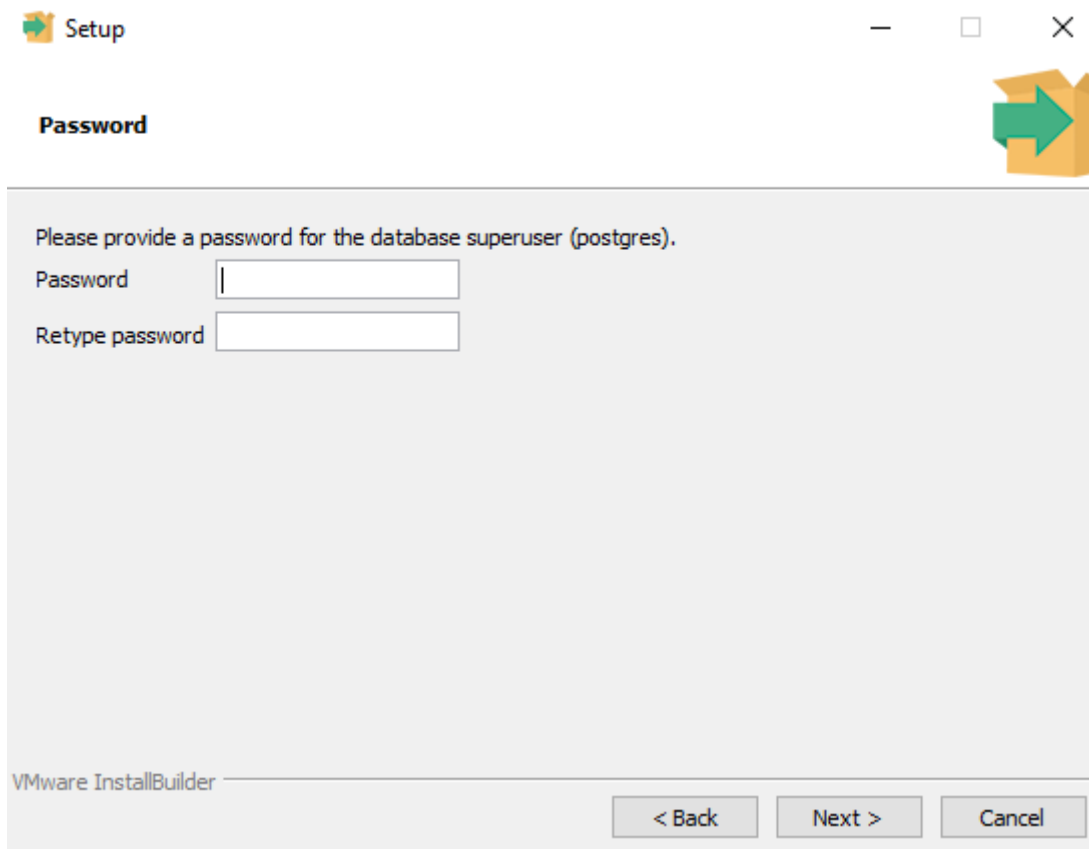 Setup
Password
Please provide a password for the database superuser (postgres).
Password
Retype password
VMware InstallBuilder
< Back Next > Cancel